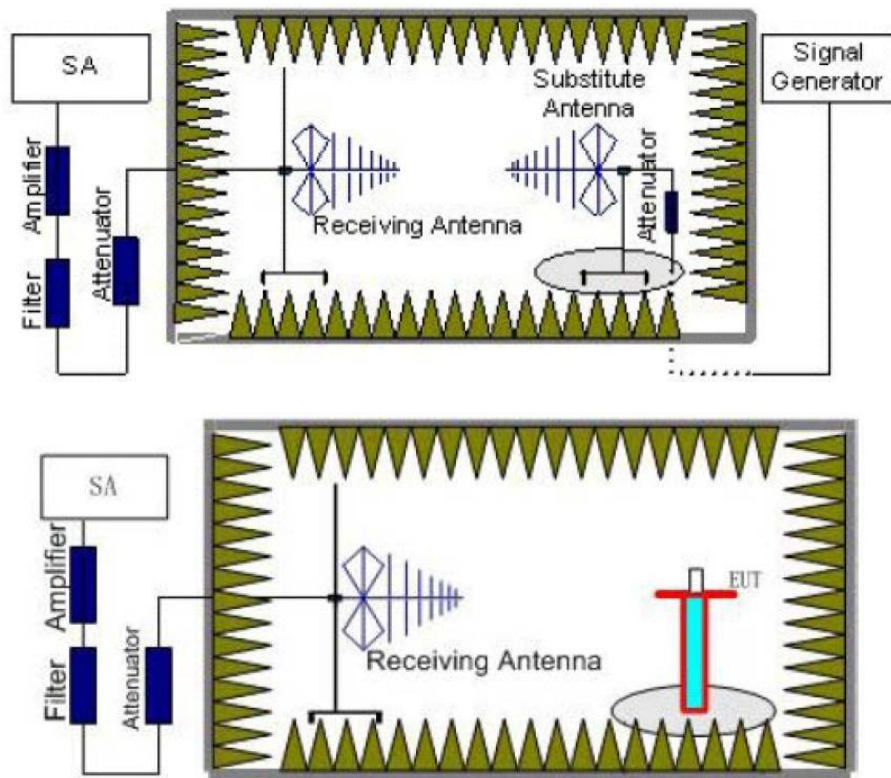 SA
Signal
Generator
Substitute
Antenna
Amplifier
Attenuator
Filter
Receiving Antenna
Attenuator
SA
Amplifier
Filter
Attenuator
EUT
Receiving Antenna